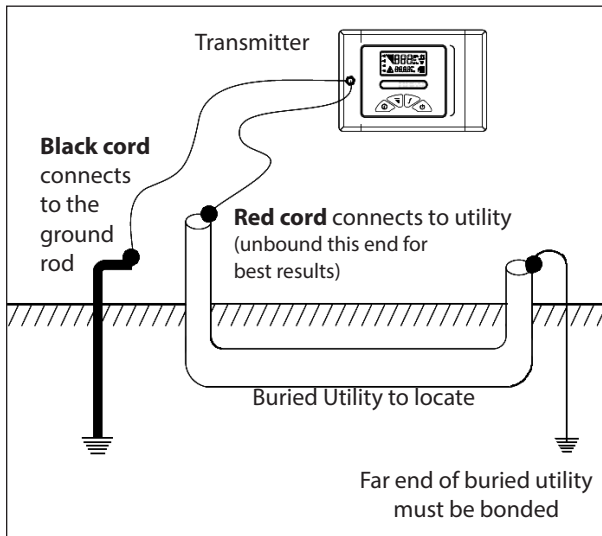 Transmitter
Black cord
connects
to the
ground
rod
Red cord connects to utility
(unbound this end for
best results)
Buried Utility to locate
Far end of buried utility
must be bonded